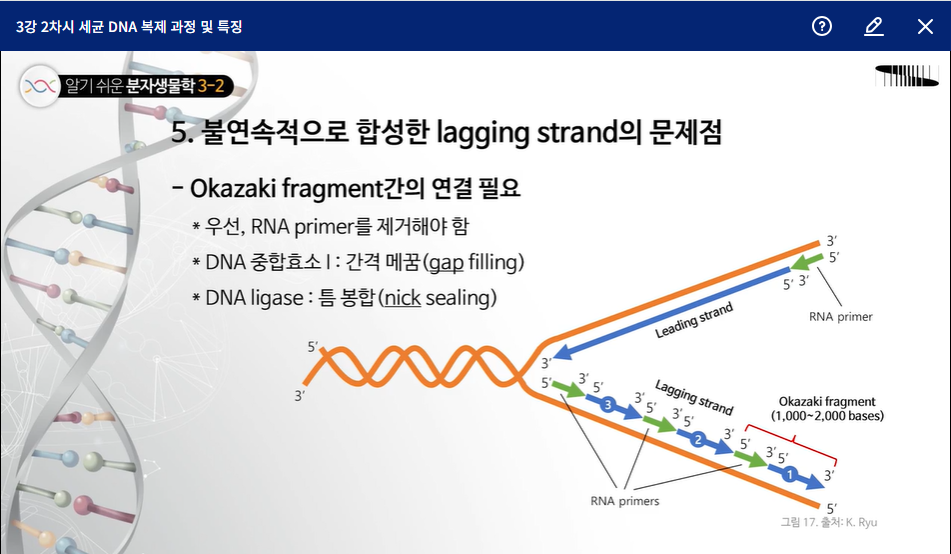 3강 2차시 세균 DNA 복제 과정 및 특징
알기 쉬운 분자생물학 3-2
5. 불연속적으로 합성한 lagging strand의 문제점
- Okazaki fragment간의 연결 필요
* 우선, RNA primer를 제거해야 함
* DNA 중합효소 I : 간격 메꿈(gap filling)
* DNA ligase : 틈 봉합(nick sealing)
3′
5′
5′ 3′
RNA primer
Leading strand
5′
3′
3′
5′
3′
5′
3
Lagging strand
3′
5′
3′
5′
2
Okazaki fragment
(1,000~2,000 bases)
3′
5′
3′
5′
1
3′
5′
RNA primers
그림 17. 출처: K. Ryu